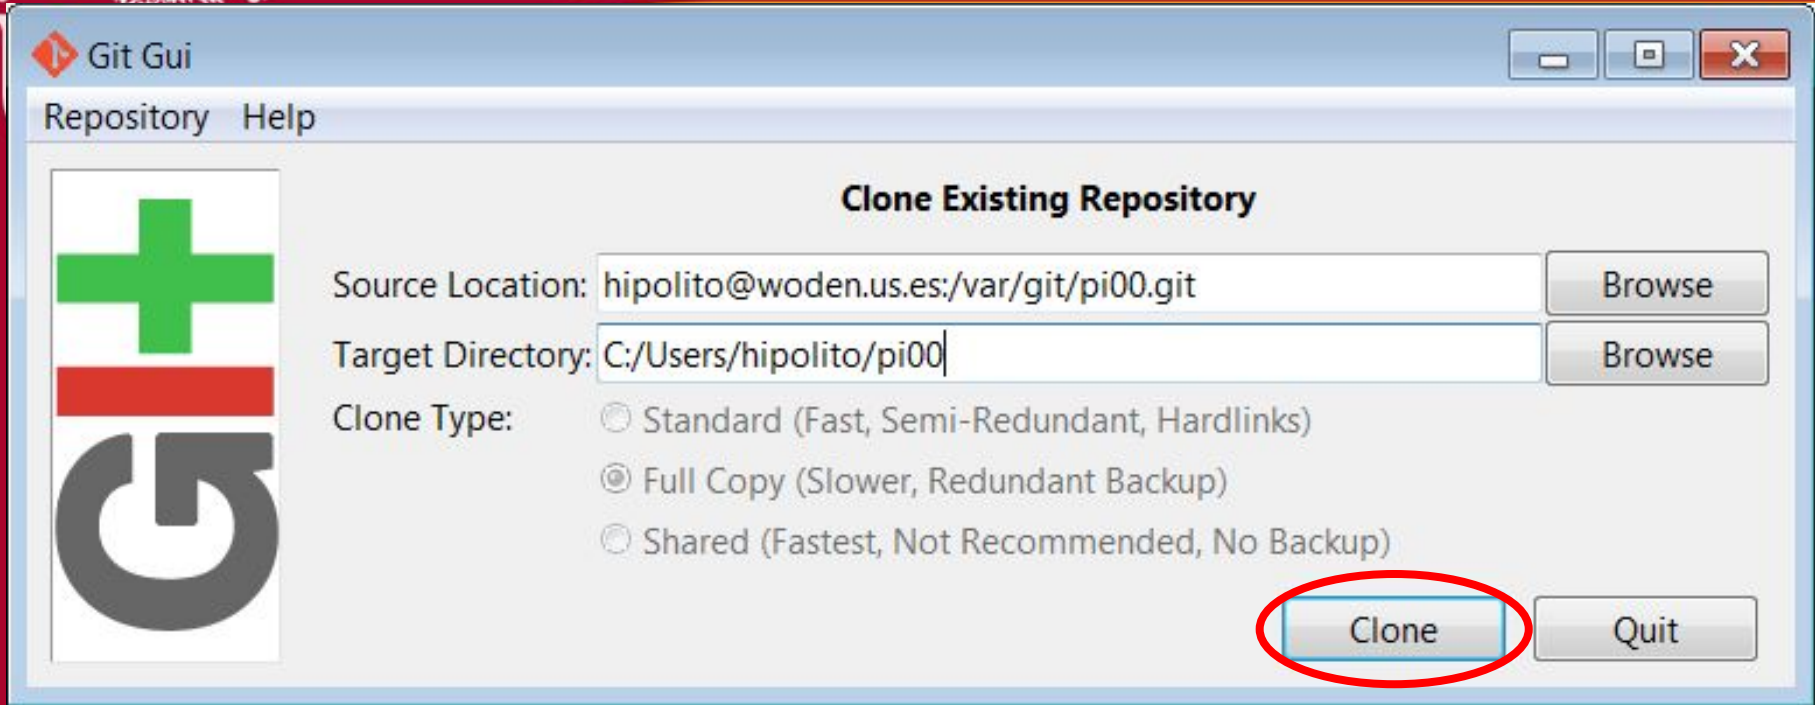 Git Gui
Repository Help
Clone Existing Repository
Source Location: hipolito@woden.us.es:/var/git/pi00.git Browse
Target Directory: C:/Users/hipolito/pi00 Browse
Clone Type: Standard (Fast, Semi-Redundant, Hardlinks)
Full Copy (Slower, Redundant Backup)
Shared (Fastest, Not Recommended, No Backup)
Clone Quit
GIt